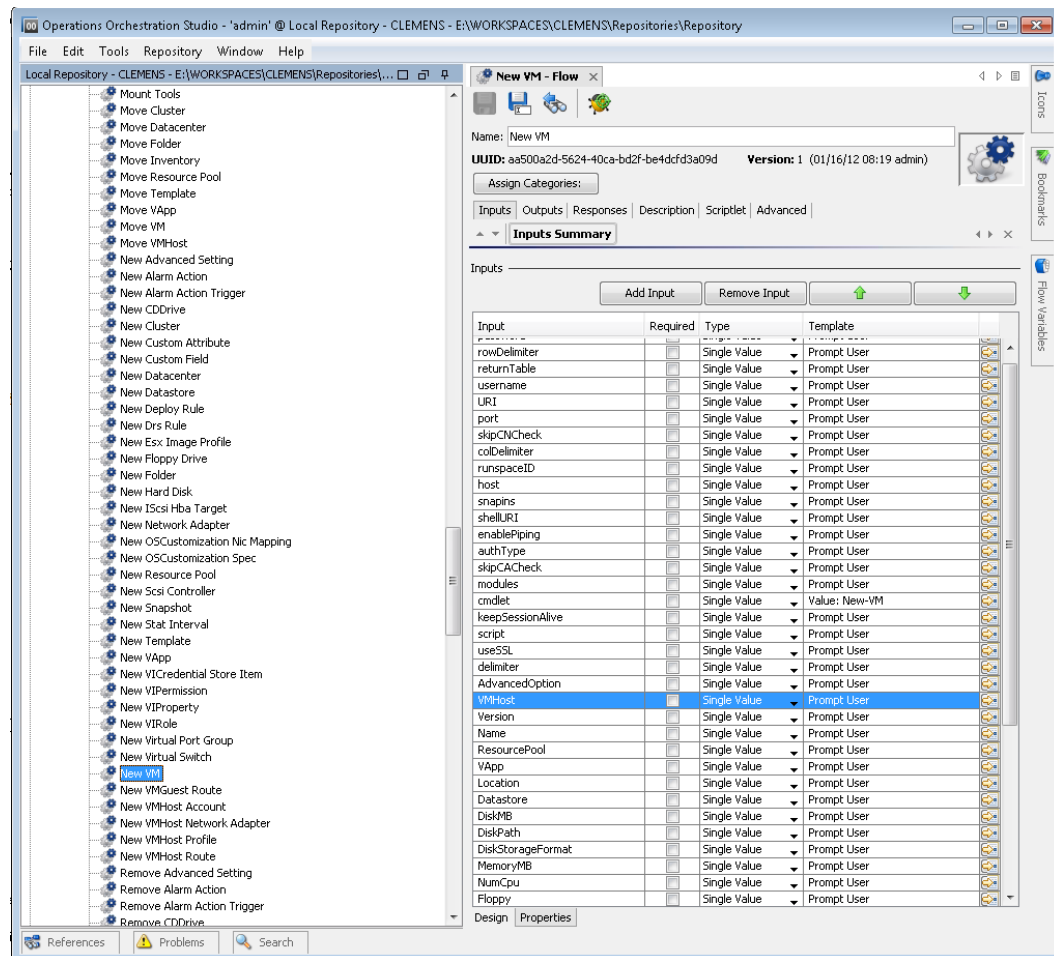 Operations Orchestration Studio - 'admin' @ Local Repository - CLEMENS - E:\WORKSPACES\CLEMENS\Repositories\Repository
File Edit Tools Repository Window Help
Local Repository - CLEMENS - E:\WORKSPACES\CLEMENS\Repositories\...
Mount Tools
Move Cluster
Move Datacenter
Move Folder
Move Inventory
Move Resource Pool
Move Template
Move VApp
Move VM
Move VMHost
New Advanced Setting
New Alarm Action
New Alarm Action Trigger
New CDDrive
New Cluster
New Custom Attribute
New Custom Field
New Datacenter
New Datastore
New Deploy Rule
New Drs Rule
New Esx Image Profile
New Floppy Drive
New Folder
New Hard Disk
New IScsi Hba Target
New Network Adapter
New OSCustomization Nic Mapping
New OSCustomization Spec
New Resource Pool
New Scsi Controller
New Snapshot
New Stat Interval
New Template
New VApp
New VICredential Store Item
New VIPermission
New VIProperty
New VIRole
New Virtual Port Group
New Virtual Switch
New VM
New VMGuest Route
New VMHost Account
New VMHost Network Adapter
New VMHost Profile
New VMHost Route
Remove Advanced Setting
Remove Alarm Action
Remove Alarm Action Trigger
Remove CDDrive
References Problems Search
New VM - Flow
Name: New VM
UUID: aa500a2d-5624-40ca-bd2f-be4dcfd3a09d Version: 1 (01/16/12 08:19 admin)
Assign Categories:
Inputs Outputs Responses Description Scriptlet Advanced
Inputs Summary
Inputs
Add Input Remove Input
Input Required Type Template
rowDelimiter Single Value Prompt User
returnTable Single Value Prompt User
username Single Value Prompt User
URI Single Value Prompt User
port Single Value Prompt User
skipCNCheck Single Value Prompt User
colDelimiter Single Value Prompt User
runspaceID Single Value Prompt User
host Single Value Prompt User
snapins Single Value Prompt User
shellURI Single Value Prompt User
enablePiping Single Value Prompt User
authType Single Value Prompt User
skipCACheck Single Value Prompt User
modules Single Value Prompt User
cmdlet Single Value Value: New-VM
keepSessionAlive Single Value Prompt User
script Single Value Prompt User
useSSL Single Value Prompt User
delimiter Single Value Prompt User
AdvancedOption Single Value Prompt User
VMHost Single Value Prompt User
Version Single Value Prompt User
Name Single Value Prompt User
ResourcePool Single Value Prompt User
VApp Single Value Prompt User
Location Single Value Prompt User
Datastore Single Value Prompt User
DiskMB Single Value Prompt User
DiskPath Single Value Prompt User
DiskStorageFormat Single Value Prompt User
MemoryMB Single Value Prompt User
NumCpu Single Value Prompt User
Floppy Single Value Prompt User
Design Properties
Icons
Bookmarks
Flow Variables